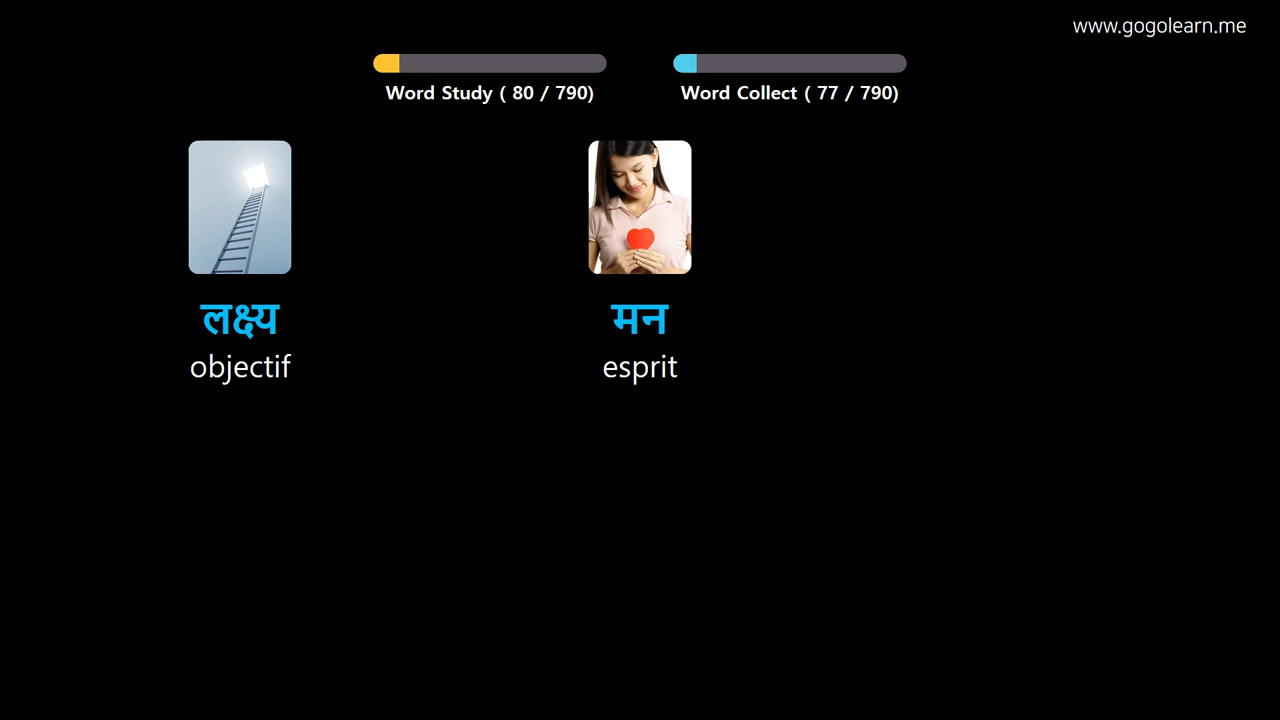 www.gogolearn.me
Word Study ( 80 / 790)
Word Collect ( 77 / 790)
लक्ष्य
objectif
मन
esprit